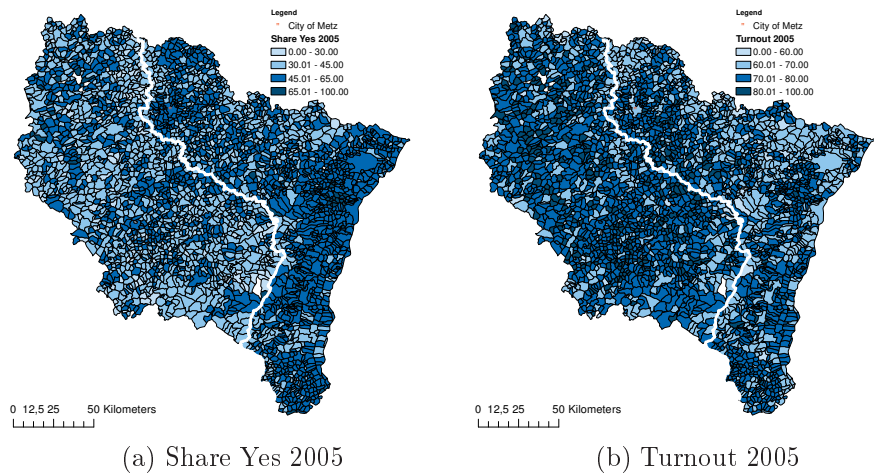 Legend
City of Metz
Share Yes 2005
0.00 - 30.00
30.01 - 45.00
45.01 - 65.00
65.01 - 100.00
0 12,5 25 50 Kilometers
(a) Share Yes 2005
Legend
City of Metz
Turnout 2005
0.00 - 60.00
60.01 - 70.00
70.01 - 80.00
80.01 - 100.00
0 12,5 25 50 Kilometers
(b) Turnout 2005